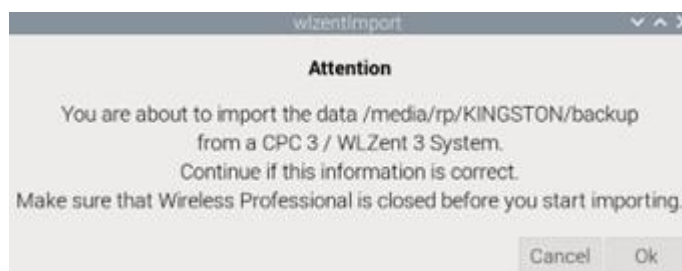 wlzentImport
Attention
You are about to import the data /media/rp/KINGSTON/backup
from a CPC 3 / WLZent 3 System.
Continue if this information is correct.
Make sure that Wireless Professional is closed before you start importing.
Cancel Ok